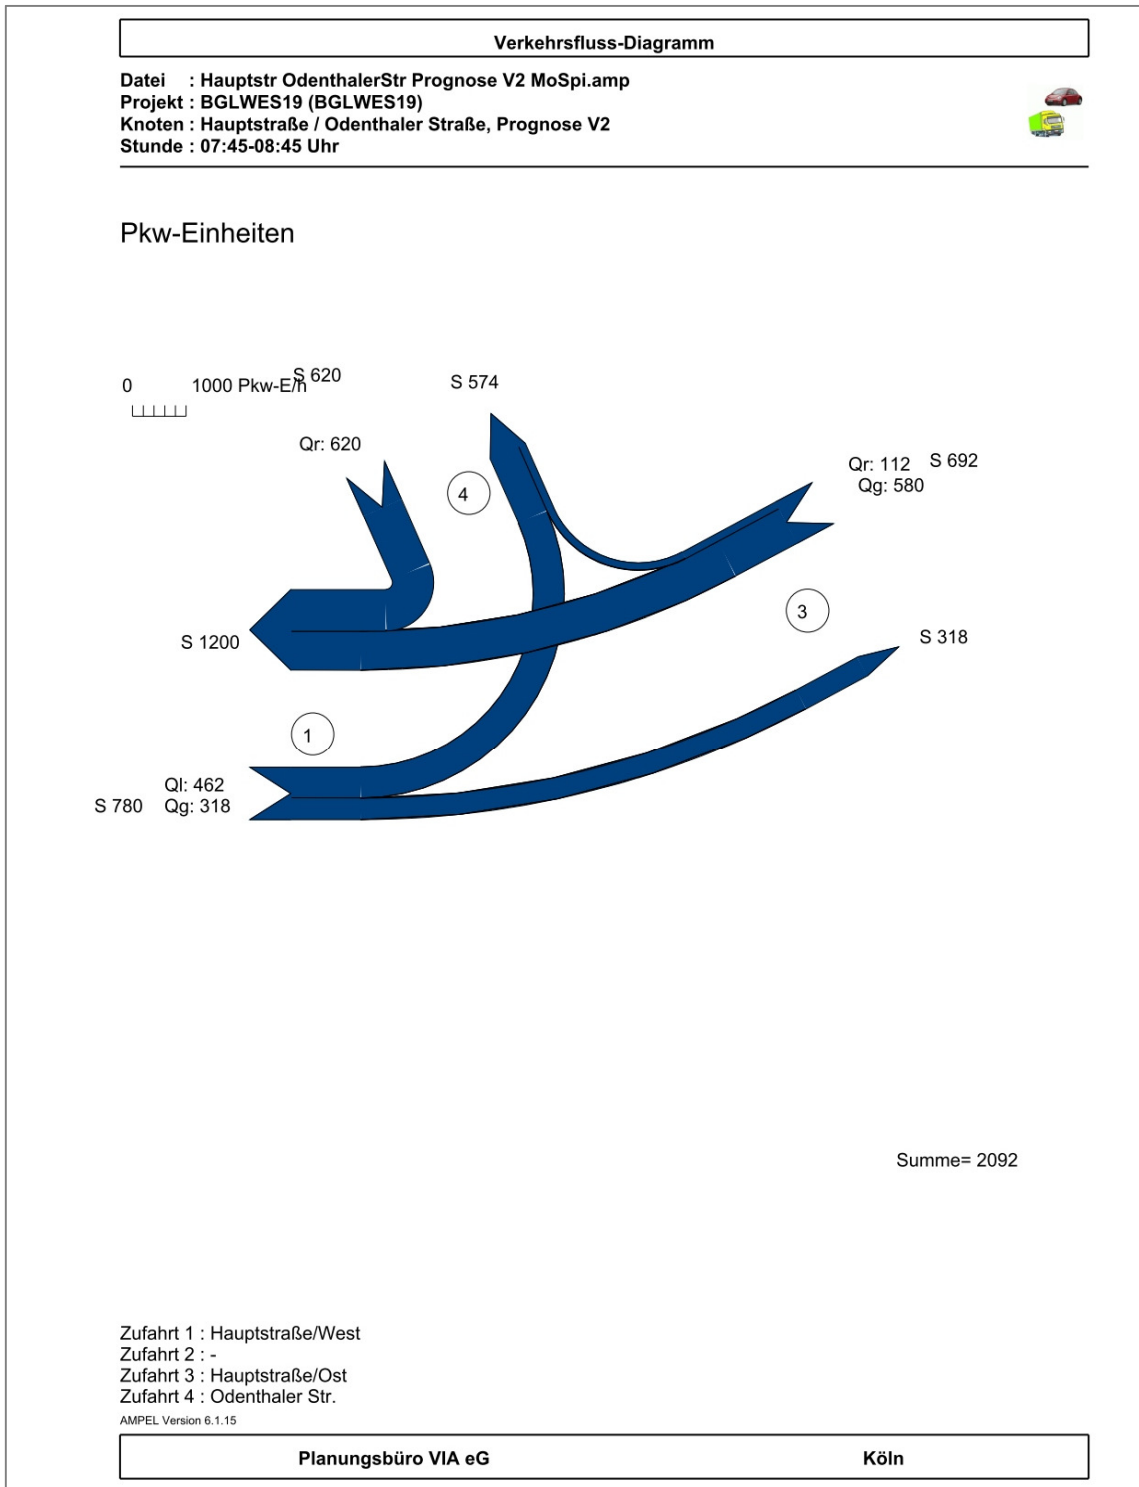 Verkehrsfluss-Diagramm
Datei : Hauptstr OdenthalerStr Prognose V2 MoSpi.amp
Projekt : BGLWES19 (BGLWES19)
Knoten : Hauptstraße / Odenthaler Straße, Prognose V2
Stunde : 07:45-08:45 Uhr
Pkw-Einheiten
0 1000 Pkw-E/h
S 620
S 574
Qr: 620
4
Qr: 112 S 692
Qg: 580
3
S 318
S 1200
1
Ql: 462
S 780 Qg: 318
Summe= 2092
Zufahrt 1 : Hauptstraße/West
Zufahrt 2 : -
Zufahrt 3 : Hauptstraße/Ost
Zufahrt 4 : Odenthaler Str.
AMPEL Version 6.1.15
Planungsbüro VIA eG Köln